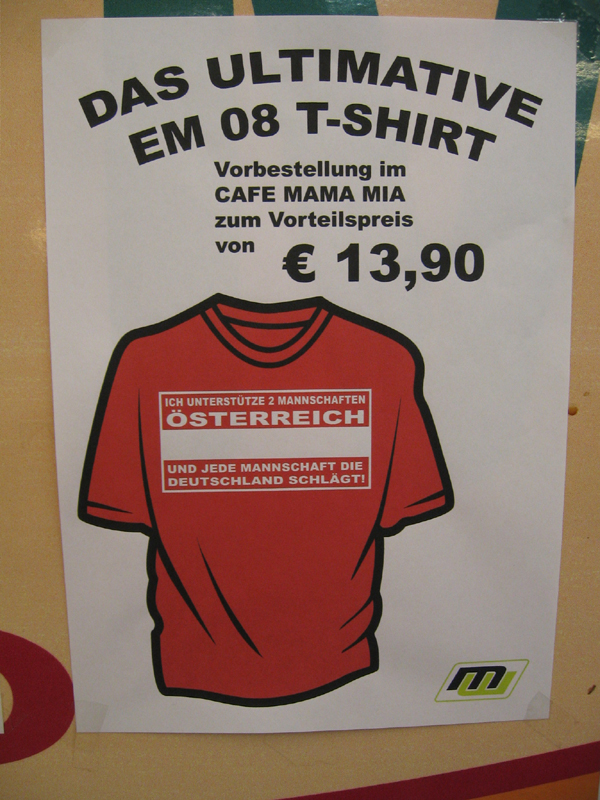 DAS ULTIMATIVE
EM 08 T-SHIRT
Vorbestellung im
CAFE MAMA MIA
zum Vorteilspreis
von € 13,90
ICH UNTERSTÜTZE 2 MANNSCHAFTEN
ÖSTERREICH
UND JEDE MANNSCHAFT DIE
DEUTSCHLAND SCHLÄGT!